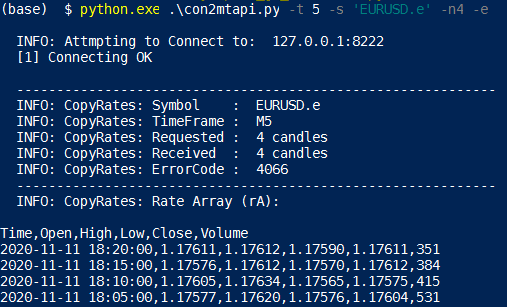 (base)  $ python.exe .\con2mtapi.py -t 5 -s 'EURUSD.e' -n4 -e
INFO: Attmpting to Connect to:  127.0.0.1:8222
[1] Connecting OK
------------------------------------------------------------
INFO: CopyRates: Symbol    :  EURUSD.e
INFO: CopyRates: TimeFrame :  M5
INFO: CopyRates: Requested :  4 candles
INFO: CopyRates: Received  :  4 candles
INFO: CopyRates: ErrorCode :  4066
------------------------------------------------------------
INFO: CopyRates: Rate Array (rA):
Time,Open,High,Low,Close,Volume
2020-11-11 18:20:00,1.17611,1.17612,1.17590,1.17611,351
2020-11-11 18:15:00,1.17576,1.17612,1.17570,1.17612,384
2020-11-11 18:10:00,1.17605,1.17634,1.17565,1.17575,415
2020-11-11 18:05:00,1.17577,1.17620,1.17576,1.17604,531